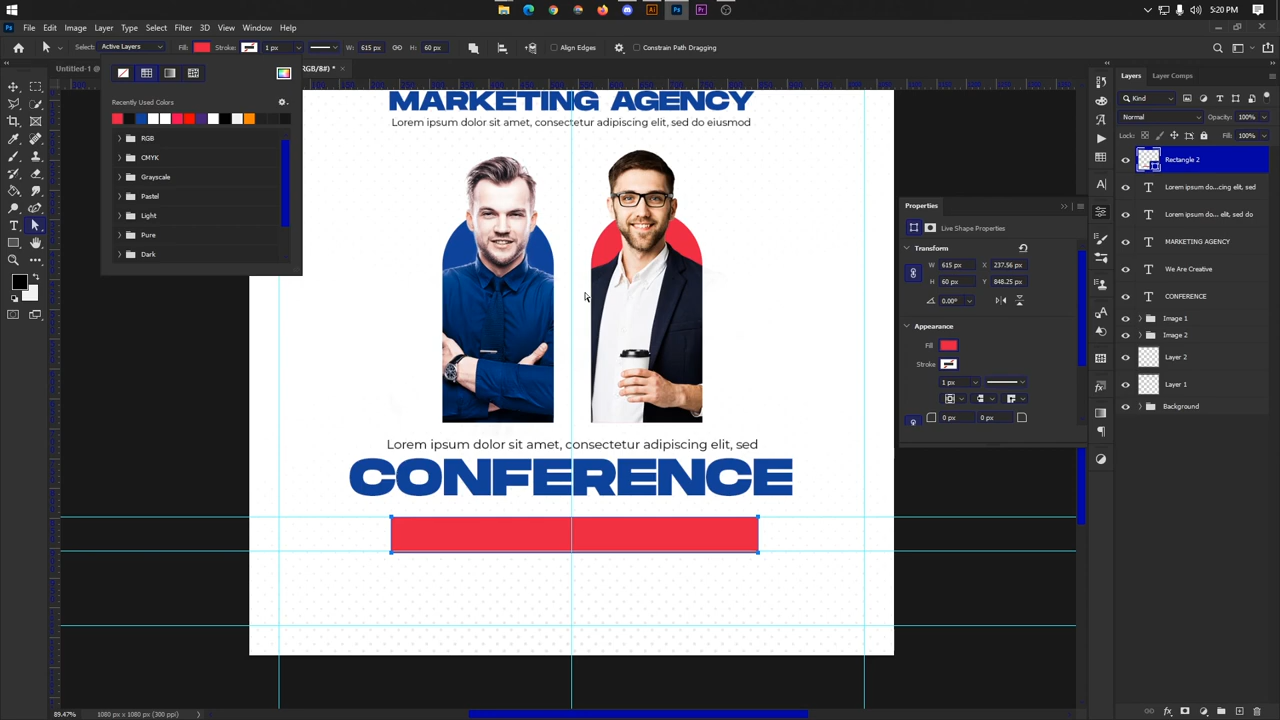 5:20 PM
File Edit Image Layer Type Select Filter 3D View Window Help
Select: Active Layers Fill: Stroke: 1 px W: 615 px H: 60 px Align Edges Constrain Path Dragging
Untitled-1 @ RGB/8#) *
Recently Used Colors
RGB
CMYK
Grayscale
Pastel
Light
Pure
Dark
MARKETING AGENCY
Lorem ipsum dolor sit amet, consectetur adipiscing elit, sed do eiusmod
Lorem ipsum dolor sit amet, consectetur adipiscing elit, sed
CONFERENCE
Properties
Live Shape Properties
Transform
W 615 px X 237.56 px
H 60 px Y 848.25 px
0.00°
Appearance
Fill
Stroke
1 px
0 px 0 px
Layers Layer Comps
Kind
Normal Opacity: 100%
Lock: Fill: 100%
Rectangle 2
Lorem ipsum do...cing elit, sed
Lorem ipsum do... elit, sed do
MARKETING AGENCY
We Are Creative
CONFERENCE
Image 1
Image 2
Layer 2
Layer 1
Background
89.47% 1080 px x 1080 px (300 ppi)